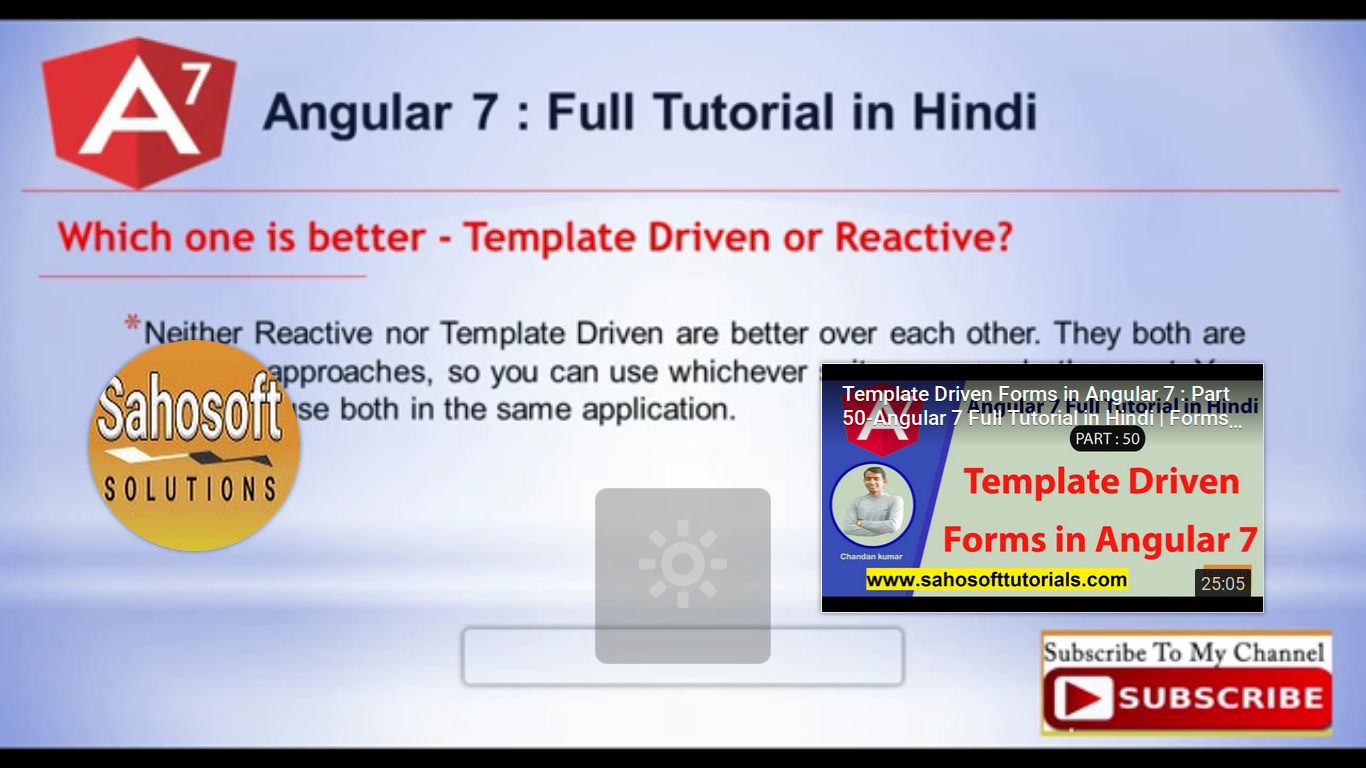 A7
Angular 7 : Full Tutorial in Hindi
Which one is better - Template Driven or Reactive?
*Neither Reactive nor Template Driven are better over each other. They both are
approaches, so you can use whichever
use both in the same application.
Sahosoft
SOLUTIONS
Template Driven Forms in Angular 7 : Part
50-Angular 7 Full Tutorial in Hindi | Forms...
Angular 7 Full Tutorial in Hindi
PART : 50
Template Driven
Forms in Angular 7
Chandan kumar
www.sahosofttutorials.com
25:05
Subscribe To My Channel
SUBSCRIBE